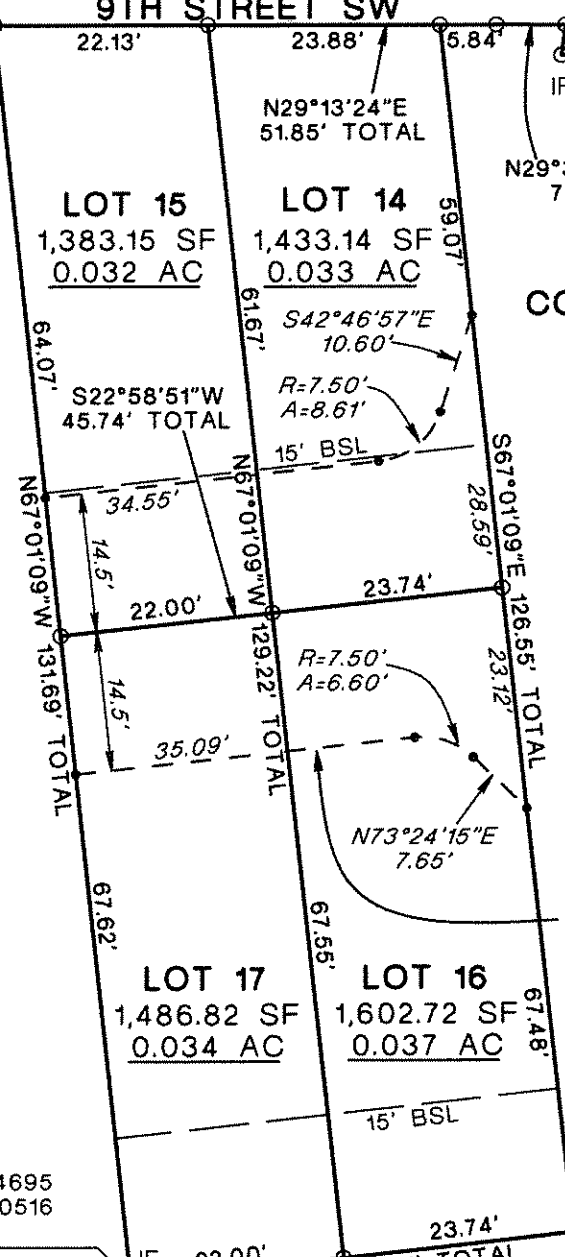 9TH STREET SW
22.13'
23.88'
5.84'
N29°13'24"E
51.85' TOTAL
LOT 15
1,383.15 SF
0.032 AC
LOT 14
1,433.14 SF
0.033 AC
59.07'
64.07'
61.67'
S42°46'57"E
10.60'
R=7.50'
A=8.61'
S22°58'51"W
45.74' TOTAL
15' BSL
34.55'
N67°01'09"W 131.69' TOTAL
N67°01'09"W 129.22' TOTAL
S67°01'09"E 126.55' TOTAL
28.59'
14.5'
22.00'
23.74'
14.5'
R=7.50'
A=6.60'
23.12'
35.09'
N73°24'15"E
7.65'
67.62'
67.55'
67.48'
LOT 17
1,486.82 SF
0.034 AC
LOT 16
1,602.72 SF
0.037 AC
15' BSL
4695
0516
23.74'
TOTAL